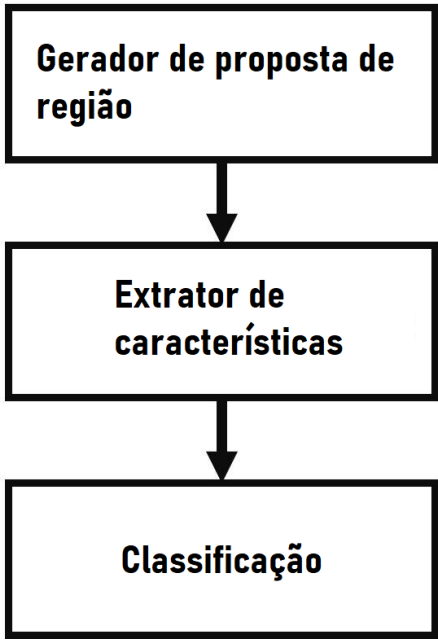 Gerador de proposta de
região
Extrator de
características
Classificação